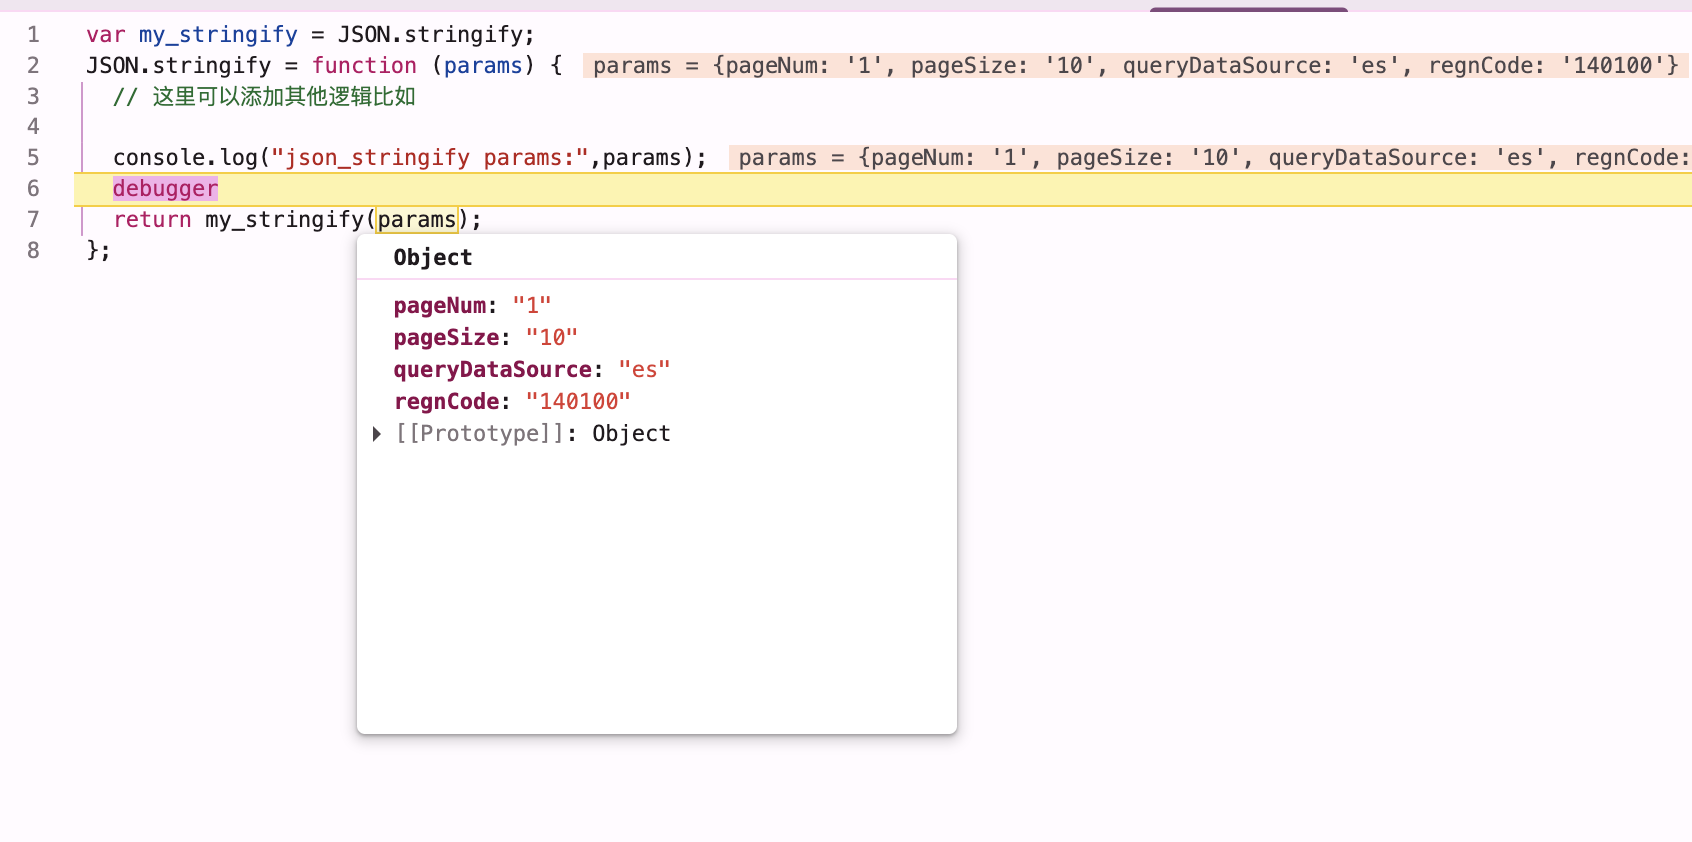 1 var my_stringify = JSON.stringify;
2 JSON.stringify = function (params) { params = {pageNum: '1', pageSize: '10', queryDataSource: 'es', regnCode: '140100'}
3 // 这里可以添加其他逻辑比如
4
5 console.log("json_stringify params:",params); params = {pageNum: '1', pageSize: '10', queryDataSource: 'es', regnCode:
6 debugger
7 return my_stringify(params);
8 };
Object
pageNum: "1"
pageSize: "10"
queryDataSource: "es"
regnCode: "140100"
[[Prototype]]: Object